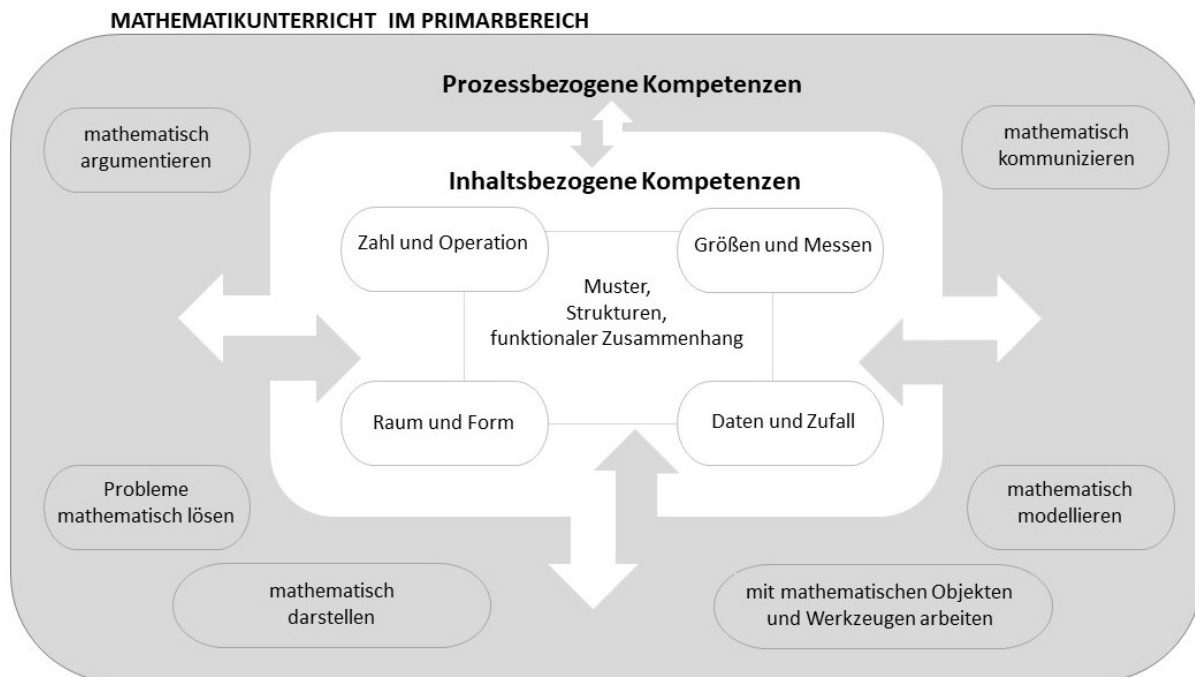 MATHEMATIKUNTERRICHT IM PRIMARBEREICH
Prozessbezogene Kompetenzen
mathematisch
argumentieren
mathematisch
kommunizieren
Inhaltsbezogene Kompetenzen
Zahl und Operation
Größen und Messen
Muster,
Strukturen,
funktionaler Zusammenhang
Raum und Form
Daten und Zufall
Probleme
mathematisch lösen
mathematisch
modellieren
mathematisch
darstellen
mit mathematischen Objekten
und Werkzeugen arbeiten